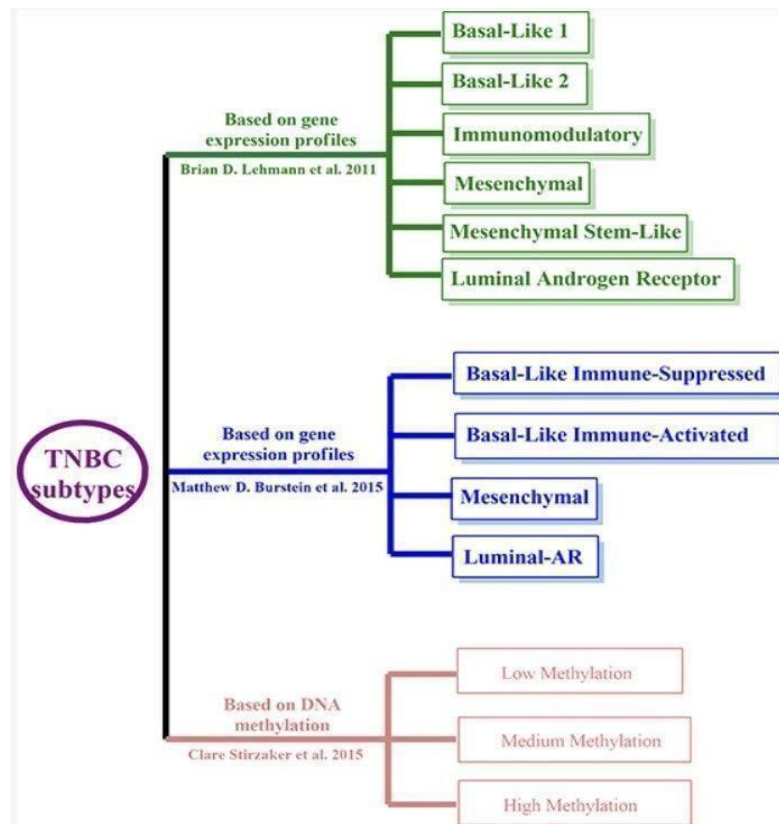 TNBC
subtypes
Based on gene
expression profiles
Brian D. Lehmann et al. 2011
Basal-Like 1
Basal-Like 2
Immunomodulatory
Mesenchymal
Mesenchymal Stem-Like
Luminal Androgen Receptor
Based on gene
expression profiles
Matthew D. Burstein et al. 2015
Basal-Like Immune-Suppressed
Basal-Like Immune-Activated
Mesenchymal
Luminal-AR
Based on DNA
methylation
Clare Stirzaker et al. 2015
Low Methylation
Medium Methylation
High Methylation